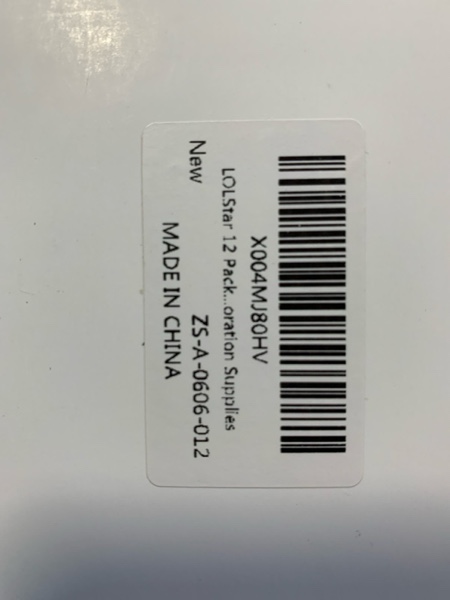 X004MJ80HV
LOLStar 12 Pack...oration Supplies
New ZS-A-0606-012
MADE IN CHINA